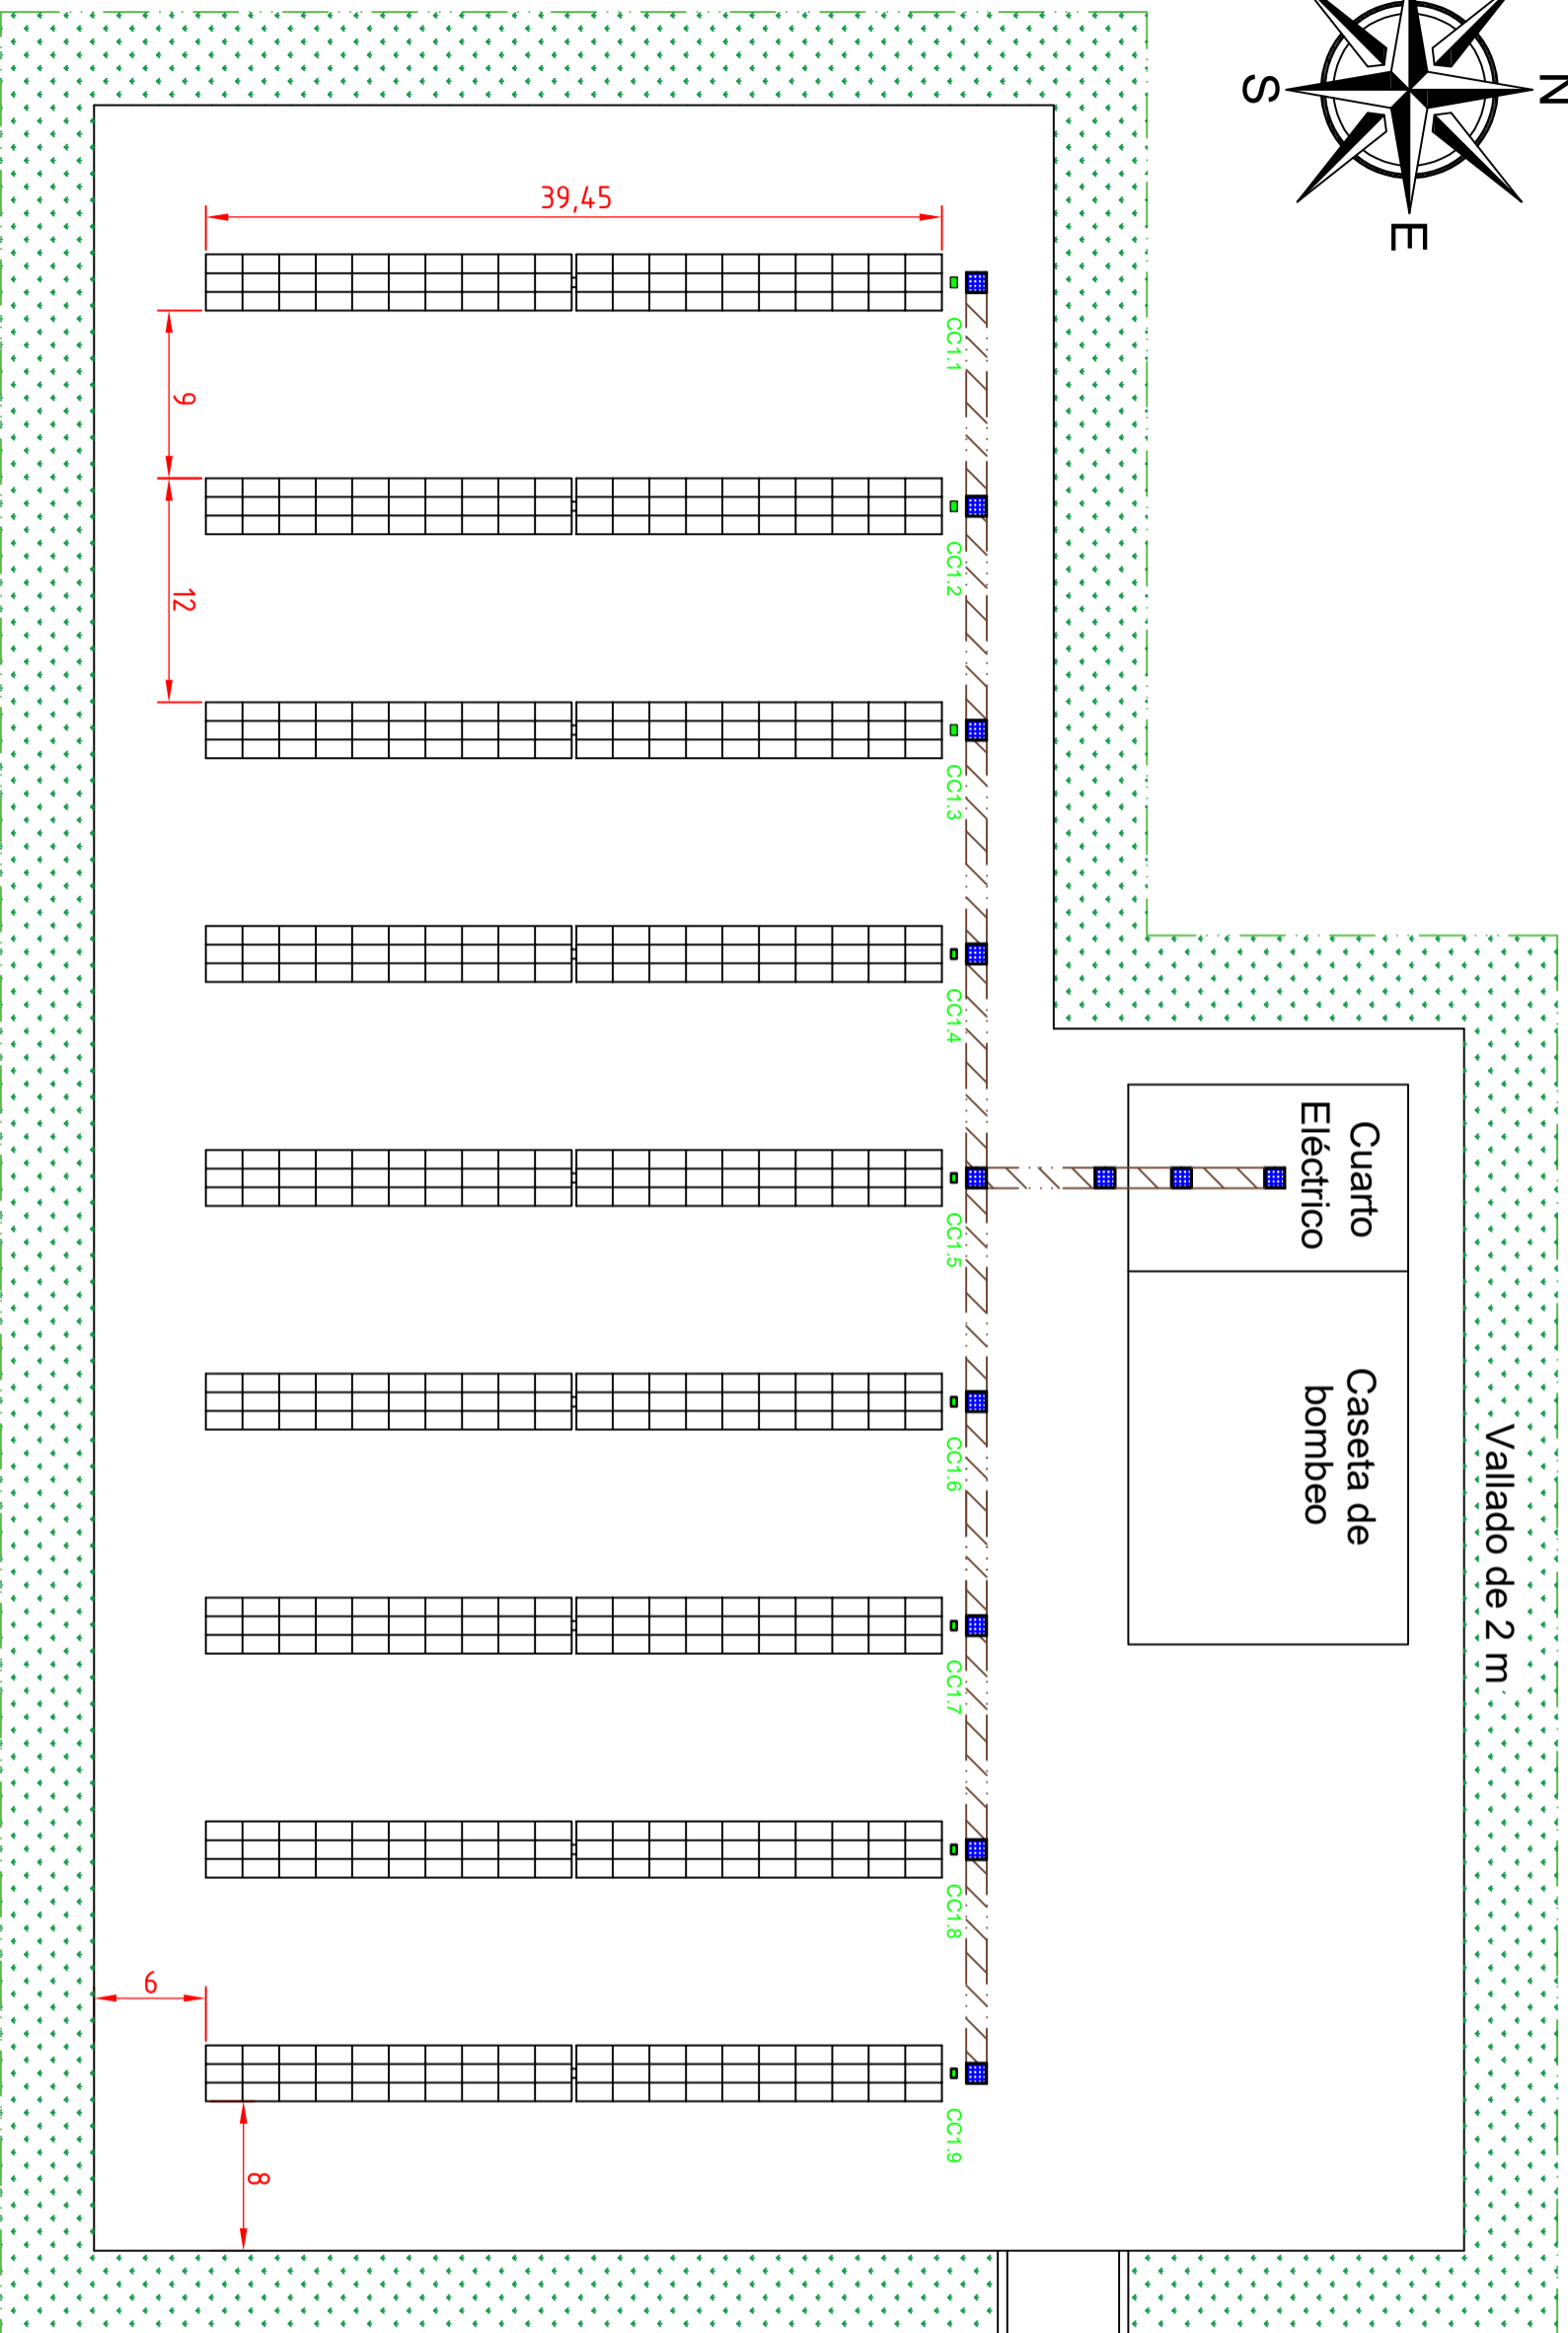 N
S
E
39,45
9
12
CC1.1
CC1.2
CC1.3
CC1.4
CC1.5
CC1.6
CC1.7
CC1.8
CC1.9
Cuarto
Eléctrico
Caseta de
bombeo
Vallado de 2 m
6
8